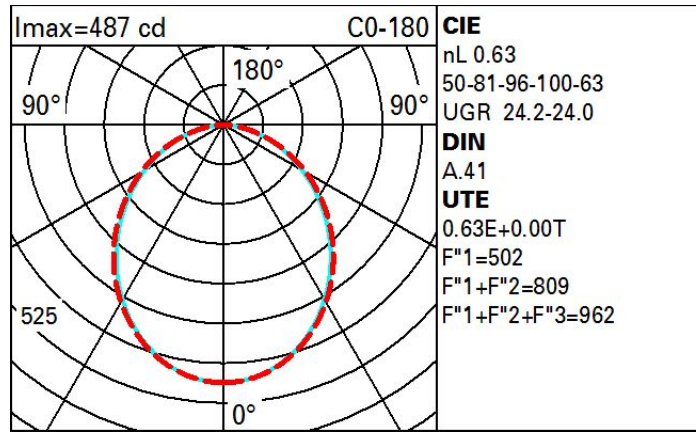 Imax=487 cd C0-180
180°
90° 90°
525
0°
CIE
nL 0.63
50-81-96-100-63
UGR 24.2-24.0
DIN
A.41
UTE
0.63E+0.00T
F"1=502
F"1+F"2=809
F"1+F"2+F"3=962